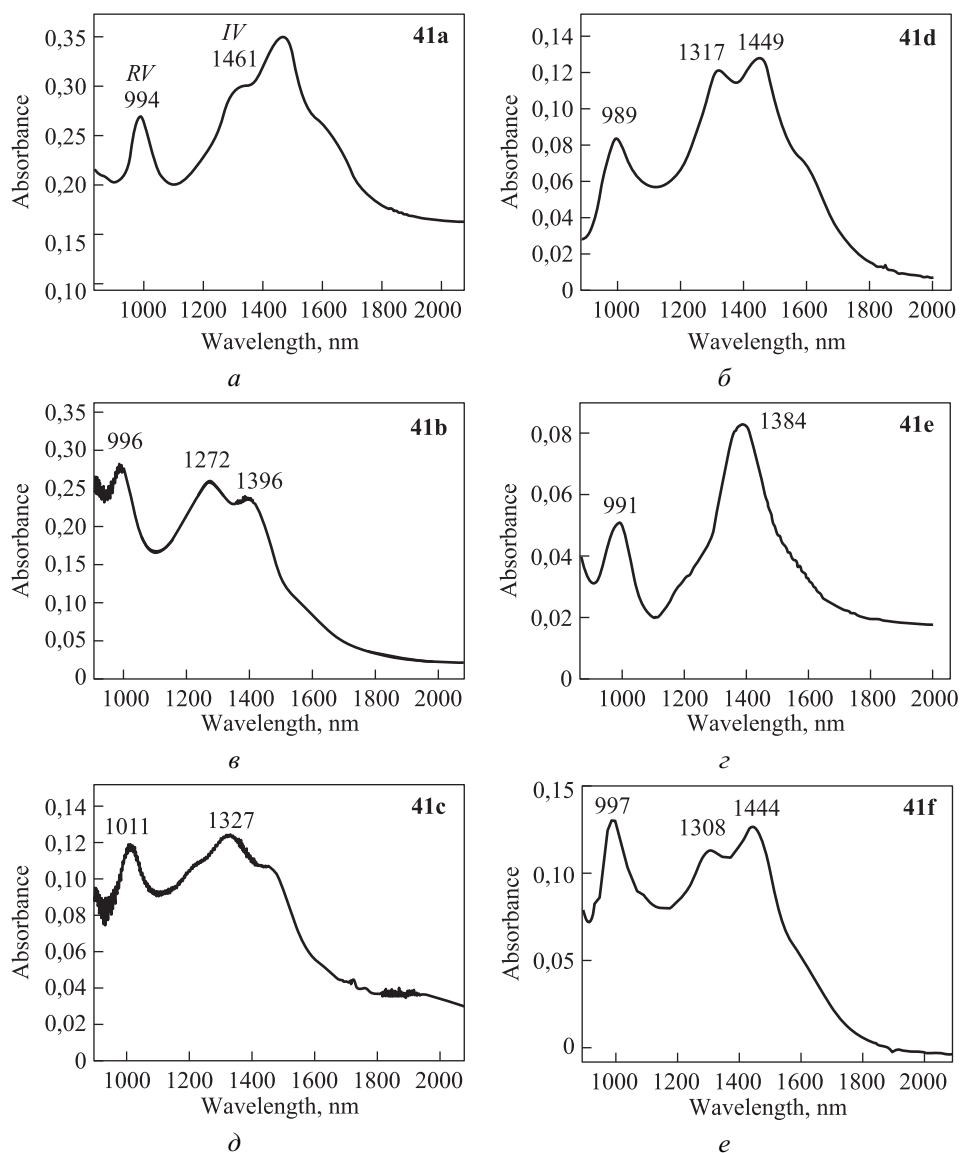 41a
IV
1461
RV
994
0,35
0,30
0,25
0,20
0,15
0,10
Absorbance
1000 1200 1400 1600 1800 2000
Wavelength, nm
а
41d
1317 1449
989
0,14
0,12
0,10
0,08
0,06
0,04
0,02
0
Absorbance
1000 1200 1400 1600 1800 2000
Wavelength, nm
б
41b
996
1272
1396
0,35
0,30
0,25
0,20
0,15
0,10
0,05
0
Absorbance
1000 1200 1400 1600 1800 2000
Wavelength, nm
в
41e
1384
991
0,08
0,06
0,04
0,02
0
Absorbance
1000 1200 1400 1600 1800 2000
Wavelength, nm
г
41c
1011
1327
0,14
0,12
0,10
0,08
0,06
0,04
0,02
0
Absorbance
1000 1200 1400 1600 1800 2000
Wavelength, nm
д
41f
997
1308
1444
0,15
0,10
0,05
0
Absorbance
1000 1200 1400 1600 1800 2000
Wavelength, nm
е